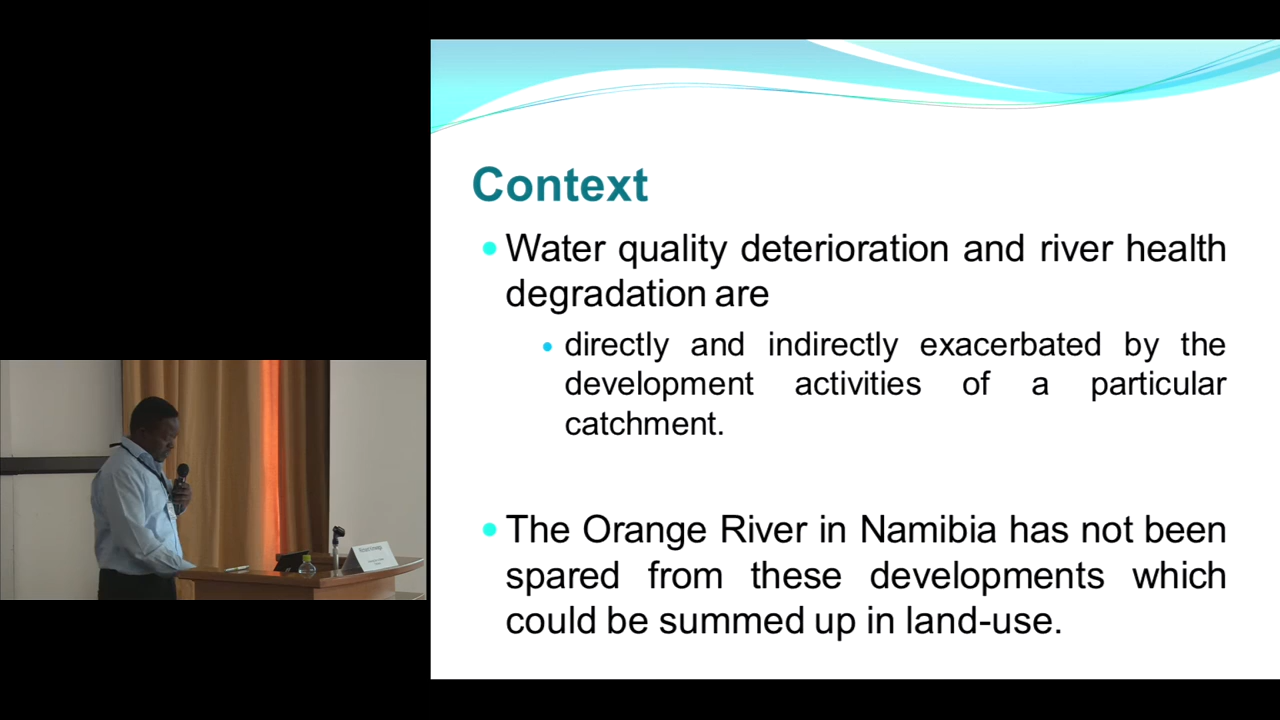 Context
Water quality deterioration and river health
degradation are
directly and indirectly exacerbated by the
development activities of a particular
catchment.
The Orange River in Namibia has not been
spared from these developments which
could be summed up in land-use.